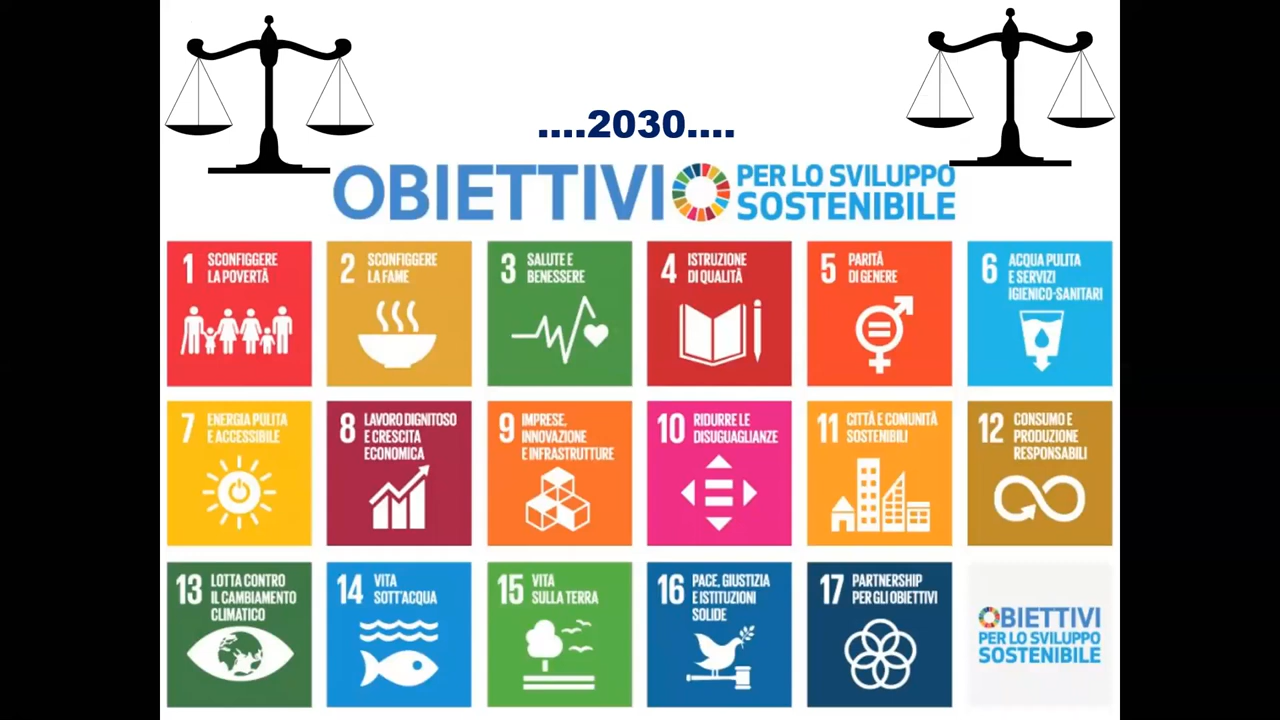 ....2030....
OBIETTIVI
PER LO SVILUPPO
SOSTENIBILE
1 SCONFIGGERE
LA POVERTÀ
2 SCONFIGGERE
LA FAME
3 SALUTE E
BENESSERE
4 ISTRUZIONE
DI QUALITÀ
5 PARITÀ
DI GENERE
6 ACQUA PULITA
E SERVIZI
IGIENICO-SANITARI
7 ENERGIA PULITA
E ACCESSIBILE
8 LAVORO DIGNITOSO
E CRESCITA
ECONOMICA
9 IMPRESE,
INNOVAZIONE
E INFRASTRUTTURE
10 RIDURRE LE
DISUGUAGLIANZE
11 CITTÀ E COMUNITÀ
SOSTENIBILI
12 CONSUMO E
PRODUZIONE
RESPONSABILI
13 LOTTA CONTRO
IL CAMBIAMENTO
CLIMATICO
14 VITA
SOTT'ACQUA
15 VITA
SULLA TERRA
16 PACE, GIUSTIZIA
E ISTITUZIONI
SOLIDE
17 PARTNERSHIP
PER GLI OBIETTIVI
OBIETTIVI
PER LO SVILUPPO
SOSTENIBILE